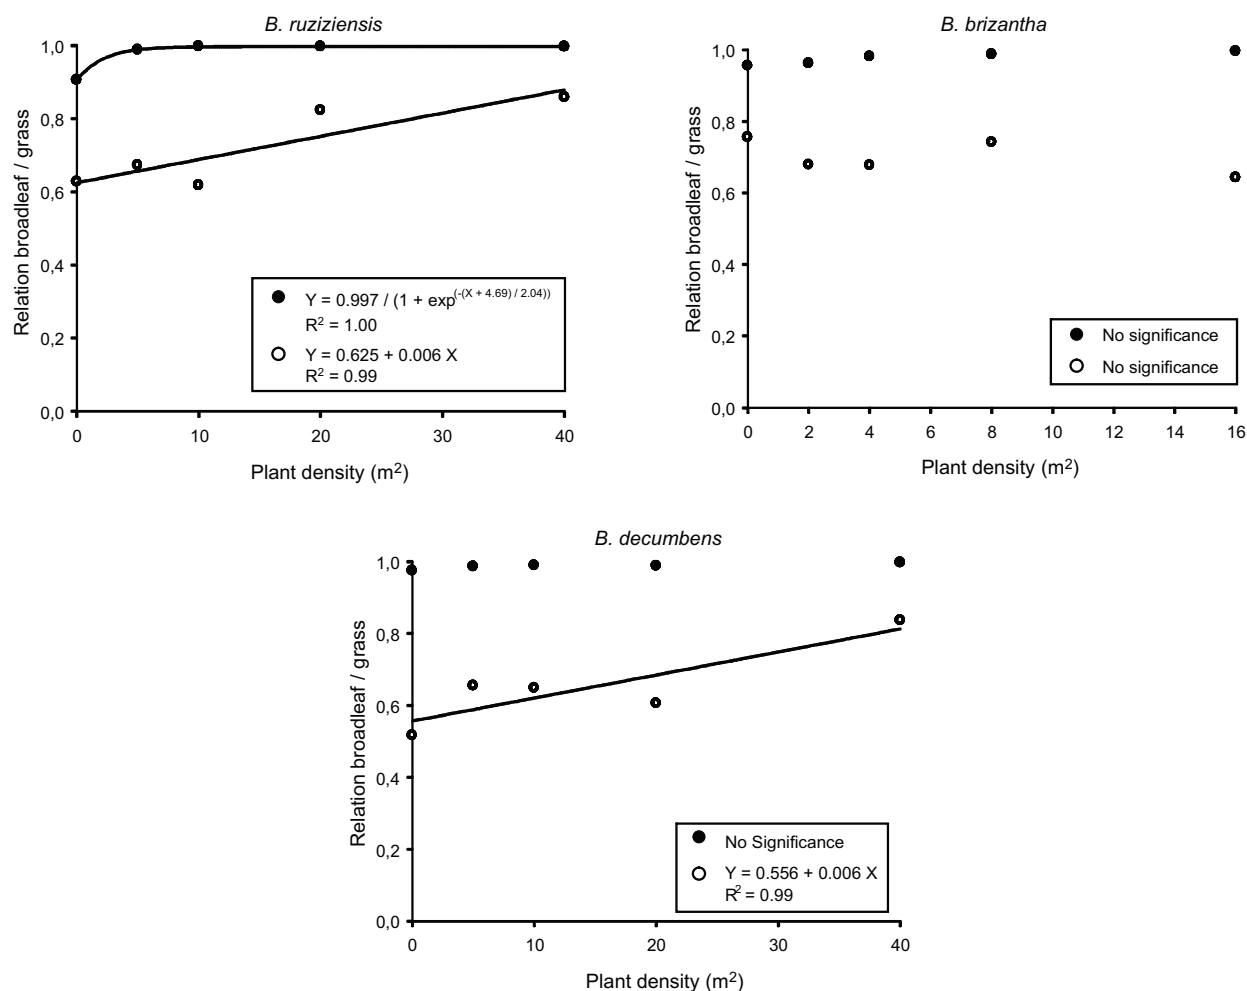 B. ruziziensis
1,0
0,8
0,6
0,4
0,2
0,0
Relation broadleaf / grass
Y = 0.997 / (1 + exp(-(X + 4.69) / 2.04))
R2 = 1.00
Y = 0.625 + 0.006 X
R2 = 0.99
0 10 20 30 40
Plant density (m2)
B. brizantha
1,0
0,8
0,6
0,4
0,2
0,0
Relation broadleaf / grass
No significance
No significance
0 2 4 6 8 10 12 14 16
Plant density (m2)
B. decumbens
1,0
0,8
0,6
0,4
0,2
0,0
Relation broadleaf / grass
No Significance
Y = 0.556 + 0.006 X
R2 = 0.99
0 10 20 30 40
Plant density (m2)